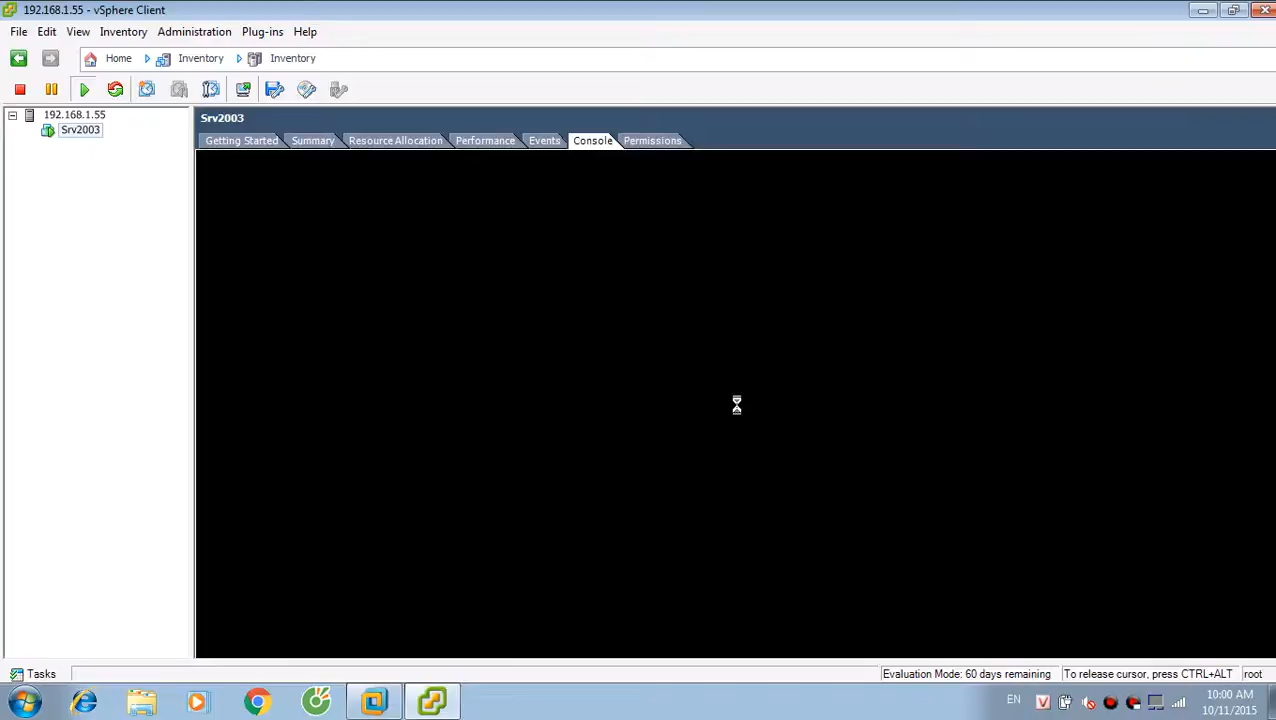 192.168.1.55 - vSphere Client
File Edit View Inventory Administration Plug-ins Help
Home Inventory Inventory
192.168.1.55
Srv2003
Srv2003
Getting Started Summary Resource Allocation Performance Events Console Permissions
Tasks
Evaluation Mode: 60 days remaining To release cursor, press CTRL+ALT root
EN
V
10:00 AM
10/11/2015